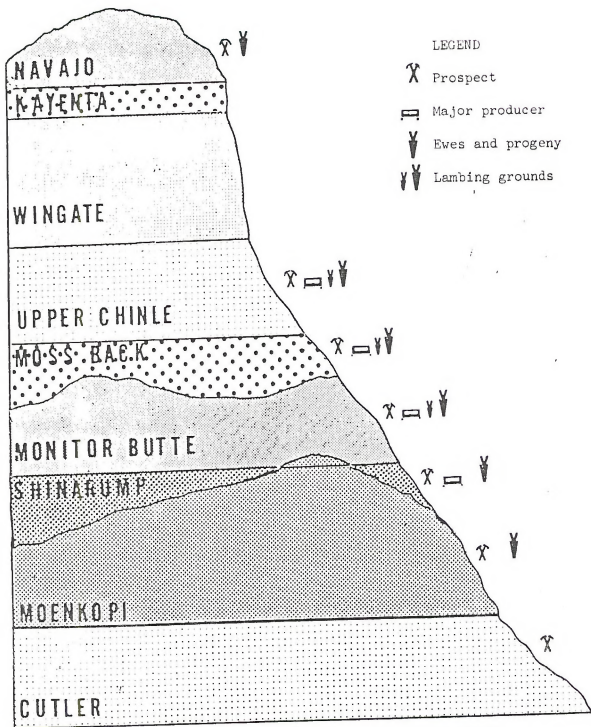 NAVAJO
KAYENTA
WINGATE
UPPER CHINLE
MOSS BACK
MONITOR BUTTE
SHINARUMP
MOENKOPI
CUTLER
LEGEND
Prospect
Major producer
Ewes and progeny
Lambing grounds